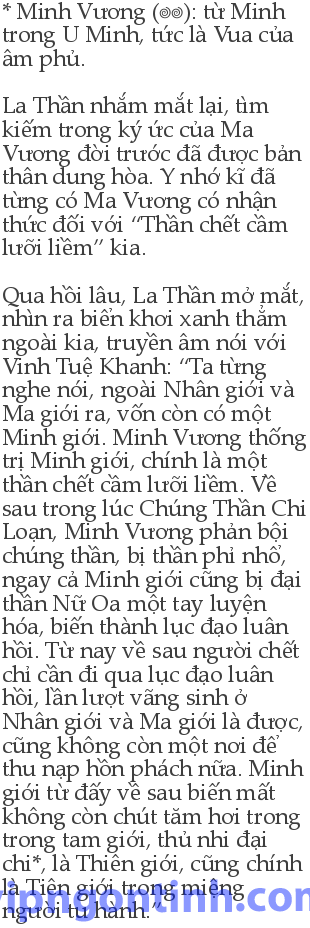 * Minh Vương (๏๏): từ Minh
trong U Minh, tức là Vua của
âm phủ.
La Thần nhắm mắt lại, tìm
kiếm trong ký ức của Ma
Vương đời trước đã được bản
thân dung hòa. Y nhớ kĩ đã
từng có Ma Vương có nhận
thức đối với “Thần chết cầm
lưỡi liềm” kia.
Qua hồi lâu, La Thần mở mắt,
nhìn ra biển khơi xanh thẳm
ngoài kia, truyền âm nói với
Vinh Tuệ Khanh: “Ta từng
nghe nói, ngoài Nhân giới và
Ma giới ra, vốn còn có một
Minh giới. Minh Vương thống
trị Minh giới, chính là một
thần chết cầm lưỡi liềm. Về
sau trong lúc Chúng Thần Chi
Loạn, Minh Vương phản bội
chúng thần, bị thần phỉ nhổ,
ngay cả Minh giới cũng bị đại
thần Nữ Oa một tay luyện
hóa, biến thành lục đạo luân
hồi. Từ nay về sau người chết
chỉ cần đi qua lục đạo luân
hồi, lần lượt vãng sinh ở
Nhân giới và Ma giới là được,
cũng không còn một nơi để
thu nạp hồn phách nữa. Minh
giới từ đấy về sau biến mất
không còn chút tăm hơi trong
trong tam giới, thủ nhi đại
chi*, là Thiên giới, cũng chính
là Tiên giới trong miệng
người tu hành.”
vipngontinh.com